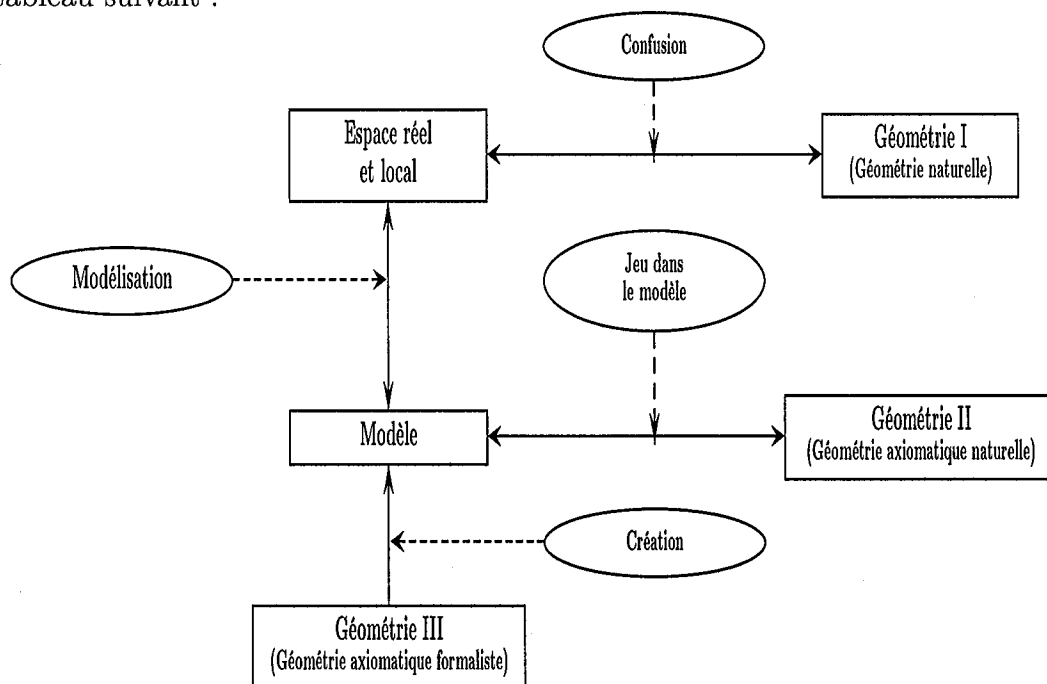 tableau suivant :
Confusion
Espace réel
et local
Géométrie I
(Géométrie naturelle)
Modélisation
Jeu dans
le modèle
Modèle
Géométrie II
(Géométrie axiomatique naturelle)
Création
Géométrie III
(Géométrie axiomatique formaliste)